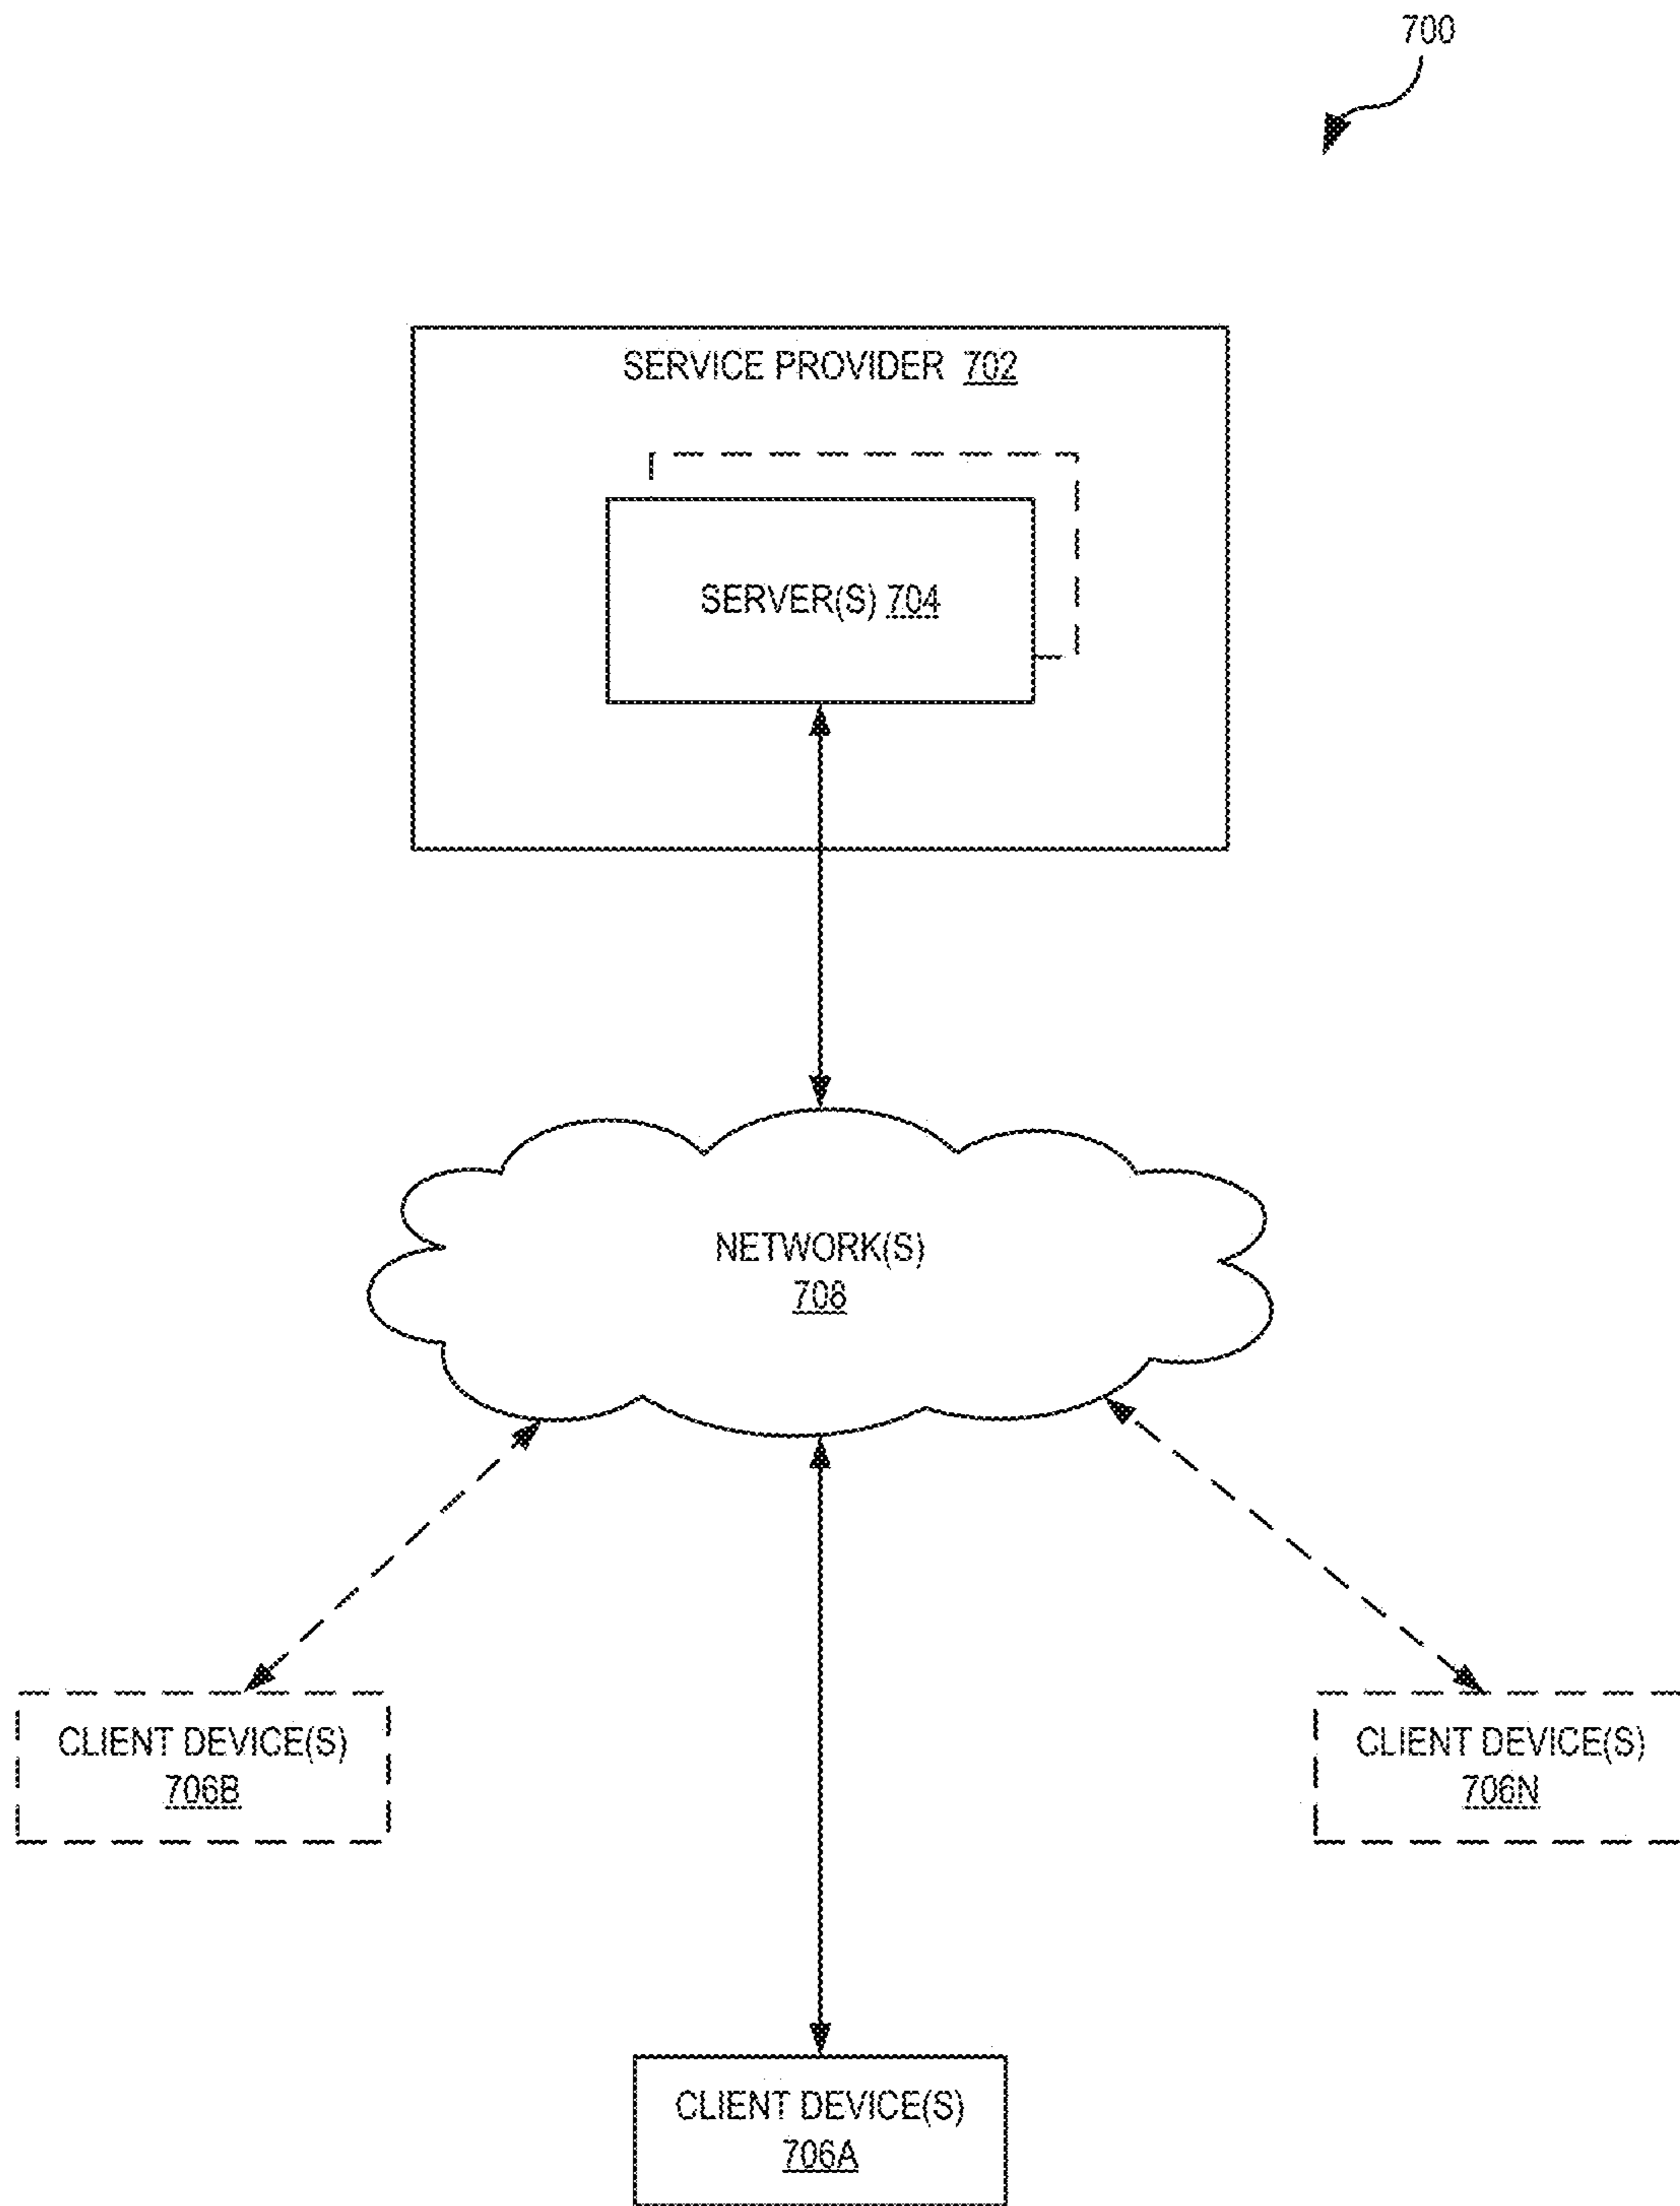 700
SERVICE PROVIDER 702
SERVER(S) 704
NETWORK(S)
708
CLIENT DEVICE(S)
706B
CLIENT DEVICE(S)
706N
CLIENT DEVICE(S)
706A